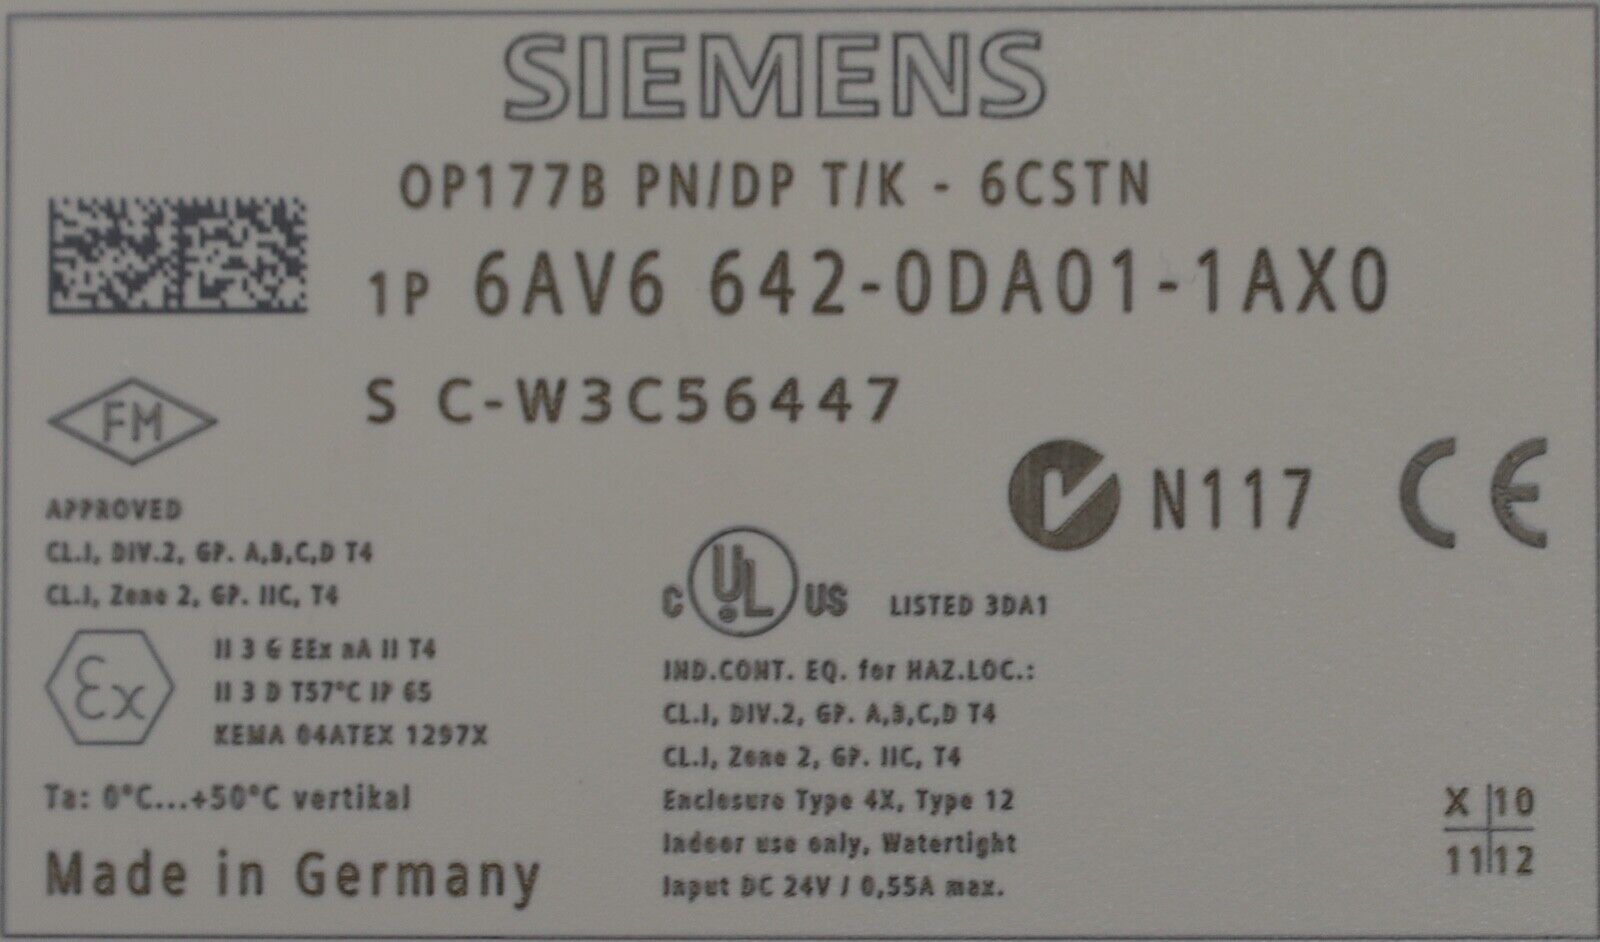 SIEMENS
OP177B PN/DP T/K - 6CSTN
1P 6AV6 642-0DA01-1AX0
S C-W3C56447
FM
APPROVED
CL.I, DIV.2, GP. A,B,C,D T4
CL.I, Zone 2, GP. IIC, T4
Ex
II 3 G EEx nA II T4
II 3 D T57°C IP 65
KEMA 04ATEX 1297X
Ta: 0°C...+50°C vertikal
Made in Germany
N117
CE
C UL US LISTED 3DA1
IND.CONT. EQ. for HAZ.LOC.:
CL.I, DIV.2, GP. A,B,C,D T4
CL.I, Zone 2, GP. IIC, T4
Enclosure Type 4X, Type 12
Indoor use only, Watertight
Input DC 24V / 0,55A max.
X 10
11 12